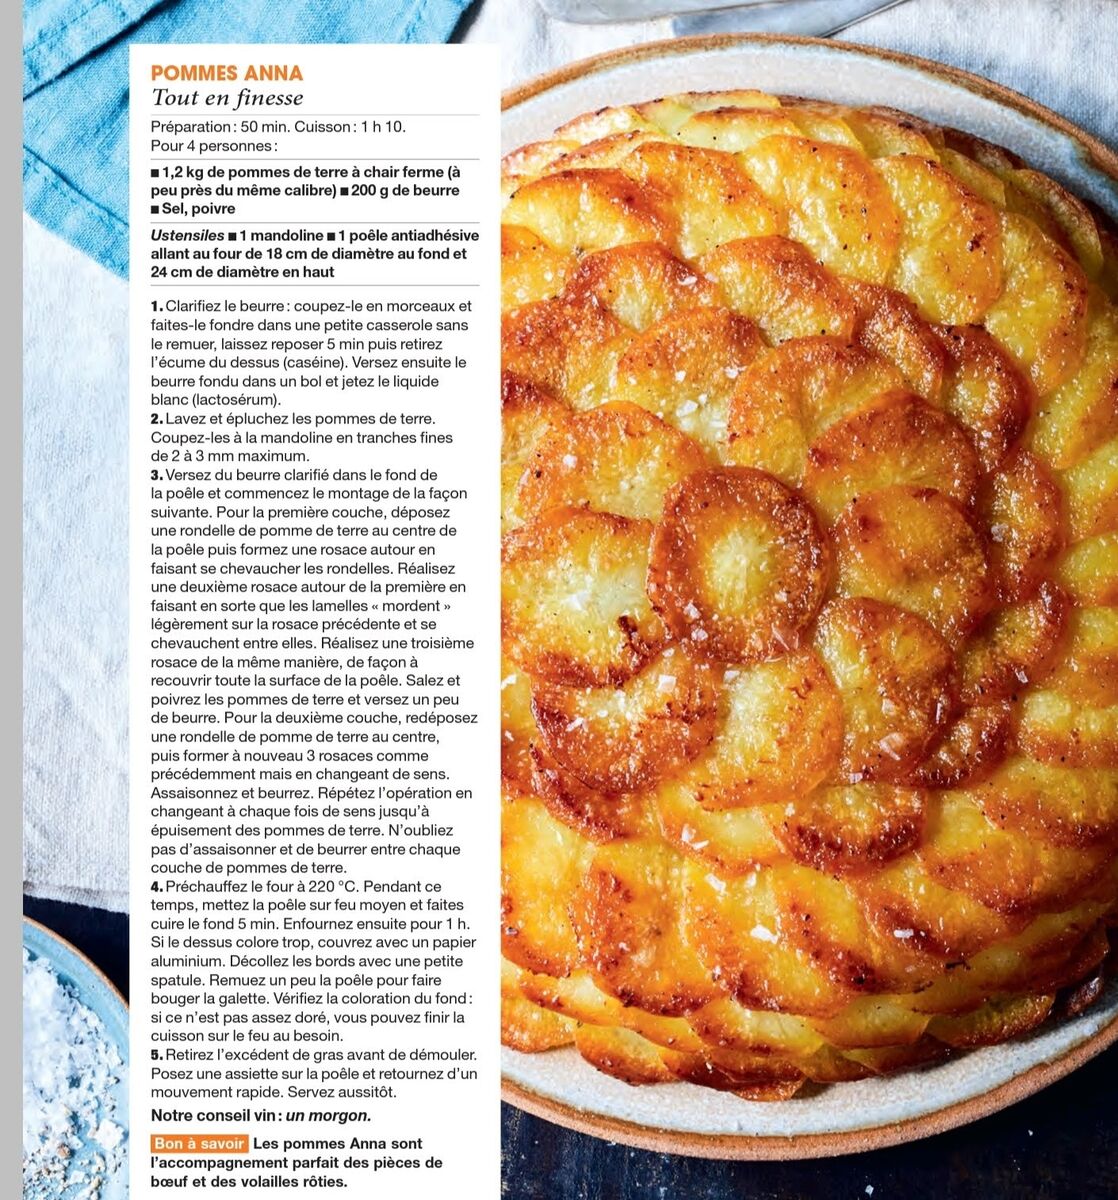 POMMES ANNA
Tout en finesse
Préparation : 50 min. Cuisson : 1 h 10.
Pour 4 personnes :
■ 1,2 kg de pommes de terre à chair ferme (à
peu près du même calibre) ■ 200 g de beurre
■ Sel, poivre
Ustensiles ■ 1 mandoline ■ 1 poêle antiadhésive
allant au four de 18 cm de diamètre au fond et
24 cm de diamètre en haut
1. Clarifiez le beurre : coupez-le en morceaux et
faites-le fondre dans une petite casserole sans
le remuer, laissez reposer 5 min puis retirez
l’écume du dessus (caséine). Versez ensuite le
beurre fondu dans un bol et jetez le liquide
blanc (lactosérum).
2. Lavez et épluchez les pommes de terre.
Coupez-les à la mandoline en tranches fines
de 2 à 3 mm maximum.
3. Versez du beurre clarifié dans le fond de
la poêle et commencez le montage de la façon
suivante. Pour la première couche, déposez
une rondelle de pomme de terre au centre de
la poêle puis formez une rosace autour en
faisant se chevaucher les rondelles. Réalisez
une deuxième rosace autour de la première en
faisant en sorte que les lamelles « mordent »
légèrement sur la rosace précédente et se
chevauchent entre elles. Réalisez une troisième
rosace de la même manière, de façon à
recouvrir toute la surface de la poêle. Salez et
poivrez les pommes de terre et versez un peu
de beurre. Pour la deuxième couche, redéposez
une rondelle de pomme de terre au centre,
puis former à nouveau 3 rosaces comme
précédemment mais en changeant de sens.
Assaisonnez et beurrez. Répétez l’opération en
changeant à chaque fois de sens jusqu’à
épuisement des pommes de terre. N’oubliez
pas d’assaisonner et de beurrer entre chaque
couche de pommes de terre.
4. Préchauffez le four à 220 °C. Pendant ce
temps, mettez la poêle sur feu moyen et faites
cuire le fond 5 min. Enfournez ensuite pour 1 h.
Si le dessus colore trop, couvrez avec un papier
aluminium. Décollez les bords avec une petite
spatule. Remuez un peu la poêle pour faire
bouger la galette. Vérifiez la coloration du fond :
si ce n’est pas assez doré, vous pouvez finir la
cuisson sur le feu au besoin.
5. Retirez l’excédent de gras avant de démouler.
Posez une assiette sur la poêle et retournez d’un
mouvement rapide. Servez aussitôt.
Notre conseil vin : un morgon.
Bon à savoir Les pommes Anna sont
l’accompagnement parfait des pièces de
bœuf et des volailles rôties.